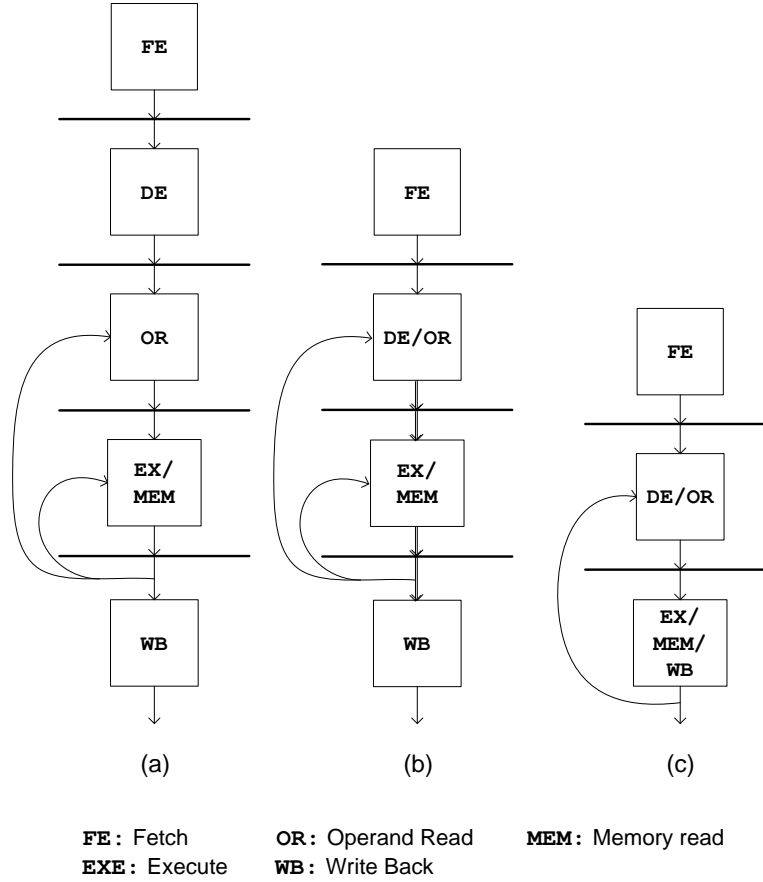 FE
DE
OR
EX/
MEM
WB
(a)
FE
DE/OR
EX/
MEM
WB
(b)
FE
DE/OR
EX/
MEM/
WB
(c)
FE: Fetch OR: Operand Read MEM: Memory read
EXE: Execute WB: Write Back